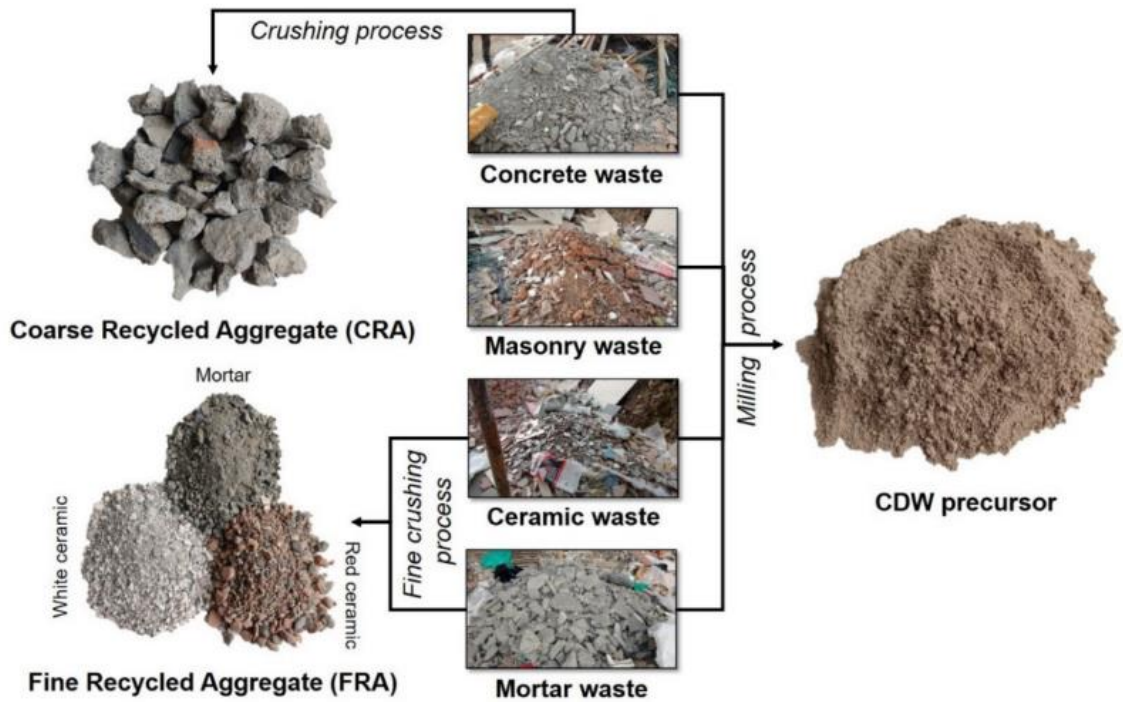 Crushing process
Concrete waste
Coarse Recycled Aggregate (CRA)
Masonry waste
Milling process
CDW precursor
Mortar
White ceramic
Red ceramic
Fine Recycled Aggregate (FRA)
Fine crushing
process
Ceramic waste
Mortar waste